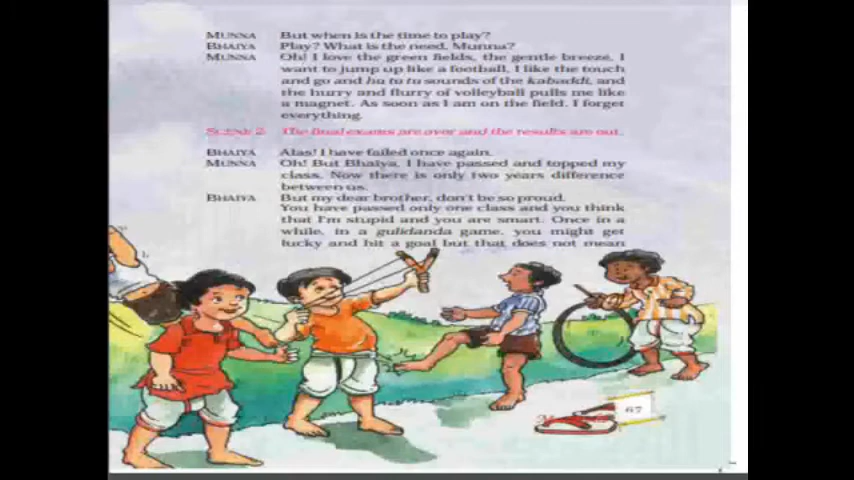 MUNNA But when is the time to play?
BHAIYA Play? What is the need, Munna?
MUNNA Oh! I love the green fields, the gentle breeze, I
want to jump up like a football, I like the touch
and go and hu tu tu sounds of the kabaddi, and
the hurry and flurry of volleyball pulls me like
a magnet. As soon as I am on the field, I forget
everything.
SCENE 2 The final exams are over and the results are out.
BHAIYA Alas! I have failed once again.
MUNNA Oh! But Bhaiya, I have passed and topped my
class. Now there is only two years difference
between us.
BHAIYA But my dear brother, don't be so proud.
You have passed only one class and you think
that I'm stupid and you are smart. Once in a
while, in a gulidanda game, you might get
lucky and hit a goal but that does not mean
67